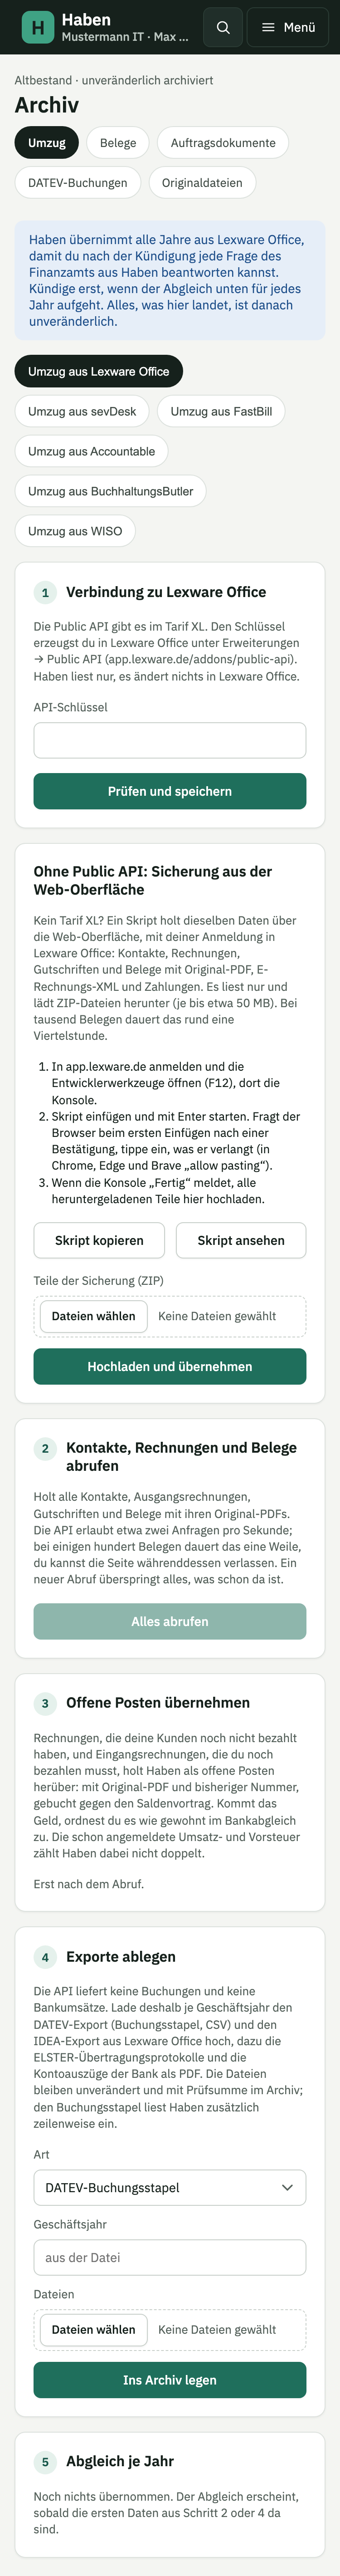 H
Haben
Mustermann IT · Max ...
Menü
Altbestand · unveränderlich archiviert
Archiv
Umzug
Belege
Auftragsdokumente
DATEV-Buchungen
Originaldateien
Haben übernimmt alle Jahre aus Lexware Office,
damit du nach der Kündigung jede Frage des
Finanzamts aus Haben beantworten kannst.
Kündige erst, wenn der Abgleich unten für jedes
Jahr aufgeht. Alles, was hier landet, ist danach
unveränderlich.
Umzug aus Lexware Office
Umzug aus sevDesk
Umzug aus FastBill
Umzug aus Accountable
Umzug aus BuchhaltungsButler
Umzug aus WISO
1
Verbindung zu Lexware Office
Die Public API gibt es im Tarif XL. Den Schlüssel
erzeugst du in Lexware Office unter Erweiterungen
→ Public API (app.lexware.de/addons/public-api).
Haben liest nur, es ändert nichts in Lexware Office.
API-Schlüssel
Prüfen und speichern
Ohne Public API: Sicherung aus der
Web-Oberfläche
Kein Tarif XL? Ein Skript holt dieselben Daten über
die Web-Oberfläche, mit deiner Anmeldung in
Lexware Office: Kontakte, Rechnungen,
Gutschriften und Belege mit Original-PDF, E-
Rechnungs-XML und Zahlungen. Es liest nur und
lädt ZIP-Dateien herunter (je bis etwa 50 MB). Bei
tausend Belegen dauert das rund eine
Viertelstunde.
1. In app.lexware.de anmelden und die
Entwicklerwerkzeuge öffnen (F12), dort die
Konsole.
2. Skript einfügen und mit Enter starten. Fragt der
Browser beim ersten Einfügen nach einer
Bestätigung, tippe ein, was er verlangt (in
Chrome, Edge und Brave „allow pasting“).
3. Wenn die Konsole „Fertig“ meldet, alle
heruntergeladenen Teile hier hochladen.
Skript kopieren
Skript ansehen
Teile der Sicherung (ZIP)
Dateien wählen
Keine Dateien gewählt
Hochladen und übernehmen
2
Kontakte, Rechnungen und Belege
abrufen
Holt alle Kontakte, Ausgangsrechnungen,
Gutschriften und Belege mit ihren Original-PDFs.
Die API erlaubt etwa zwei Anfragen pro Sekunde;
bei einigen hundert Belegen dauert das eine Weile,
du kannst die Seite währenddessen verlassen. Ein
neuer Abruf überspringt alles, was schon da ist.
Alles abrufen
3
Offene Posten übernehmen
Rechnungen, die deine Kunden noch nicht bezahlt
haben, und Eingangsrechnungen, die du noch
bezahlen musst, holt Haben als offene Posten
herüber: mit Original-PDF und bisheriger Nummer,
gebucht gegen den Saldenvortrag. Kommt das
Geld, ordnest du es wie gewohnt im Bankabgleich
zu. Die schon angemeldete Umsatz- und Vorsteuer
zählt Haben dabei nicht doppelt.
Erst nach dem Abruf.
4
Exporte ablegen
Die API liefert keine Buchungen und keine
Bankumsätze. Lade deshalb je Geschäftsjahr den
DATEV-Export (Buchungsstapel, CSV) und den
IDEA-Export aus Lexware Office hoch, dazu die
ELSTER-Übertragungsprotokolle und die
Kontoauszüge der Bank als PDF. Die Dateien
bleiben unverändert und mit Prüfsumme im Archiv;
den Buchungsstapel liest Haben zusätzlich
zeilenweise ein.
Art
DATEV-Buchungsstapel
Geschäftsjahr
aus der Datei
Dateien
Dateien wählen
Keine Dateien gewählt
Ins Archiv legen
5
Abgleich je Jahr
Noch nichts übernommen. Der Abgleich erscheint,
sobald die ersten Daten aus Schritt 2 oder 4 da
sind.